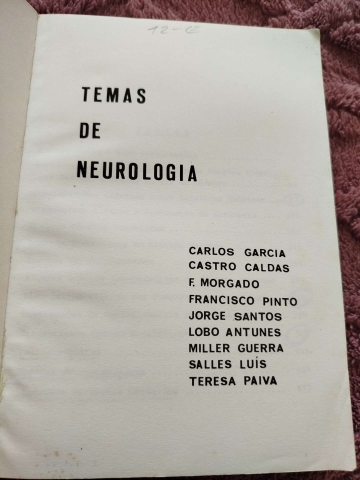 12-E
TEMAS
DE
NEUROLOGIA
CARLOS GARCIA
CASTRO CALDAS
F. MORGADO
FRANCISCO PINTO
JORGE SANTOS
LOBO ANTUNES
MILLER GUERRA
SALLES LUÍS
TERESA PAIVA